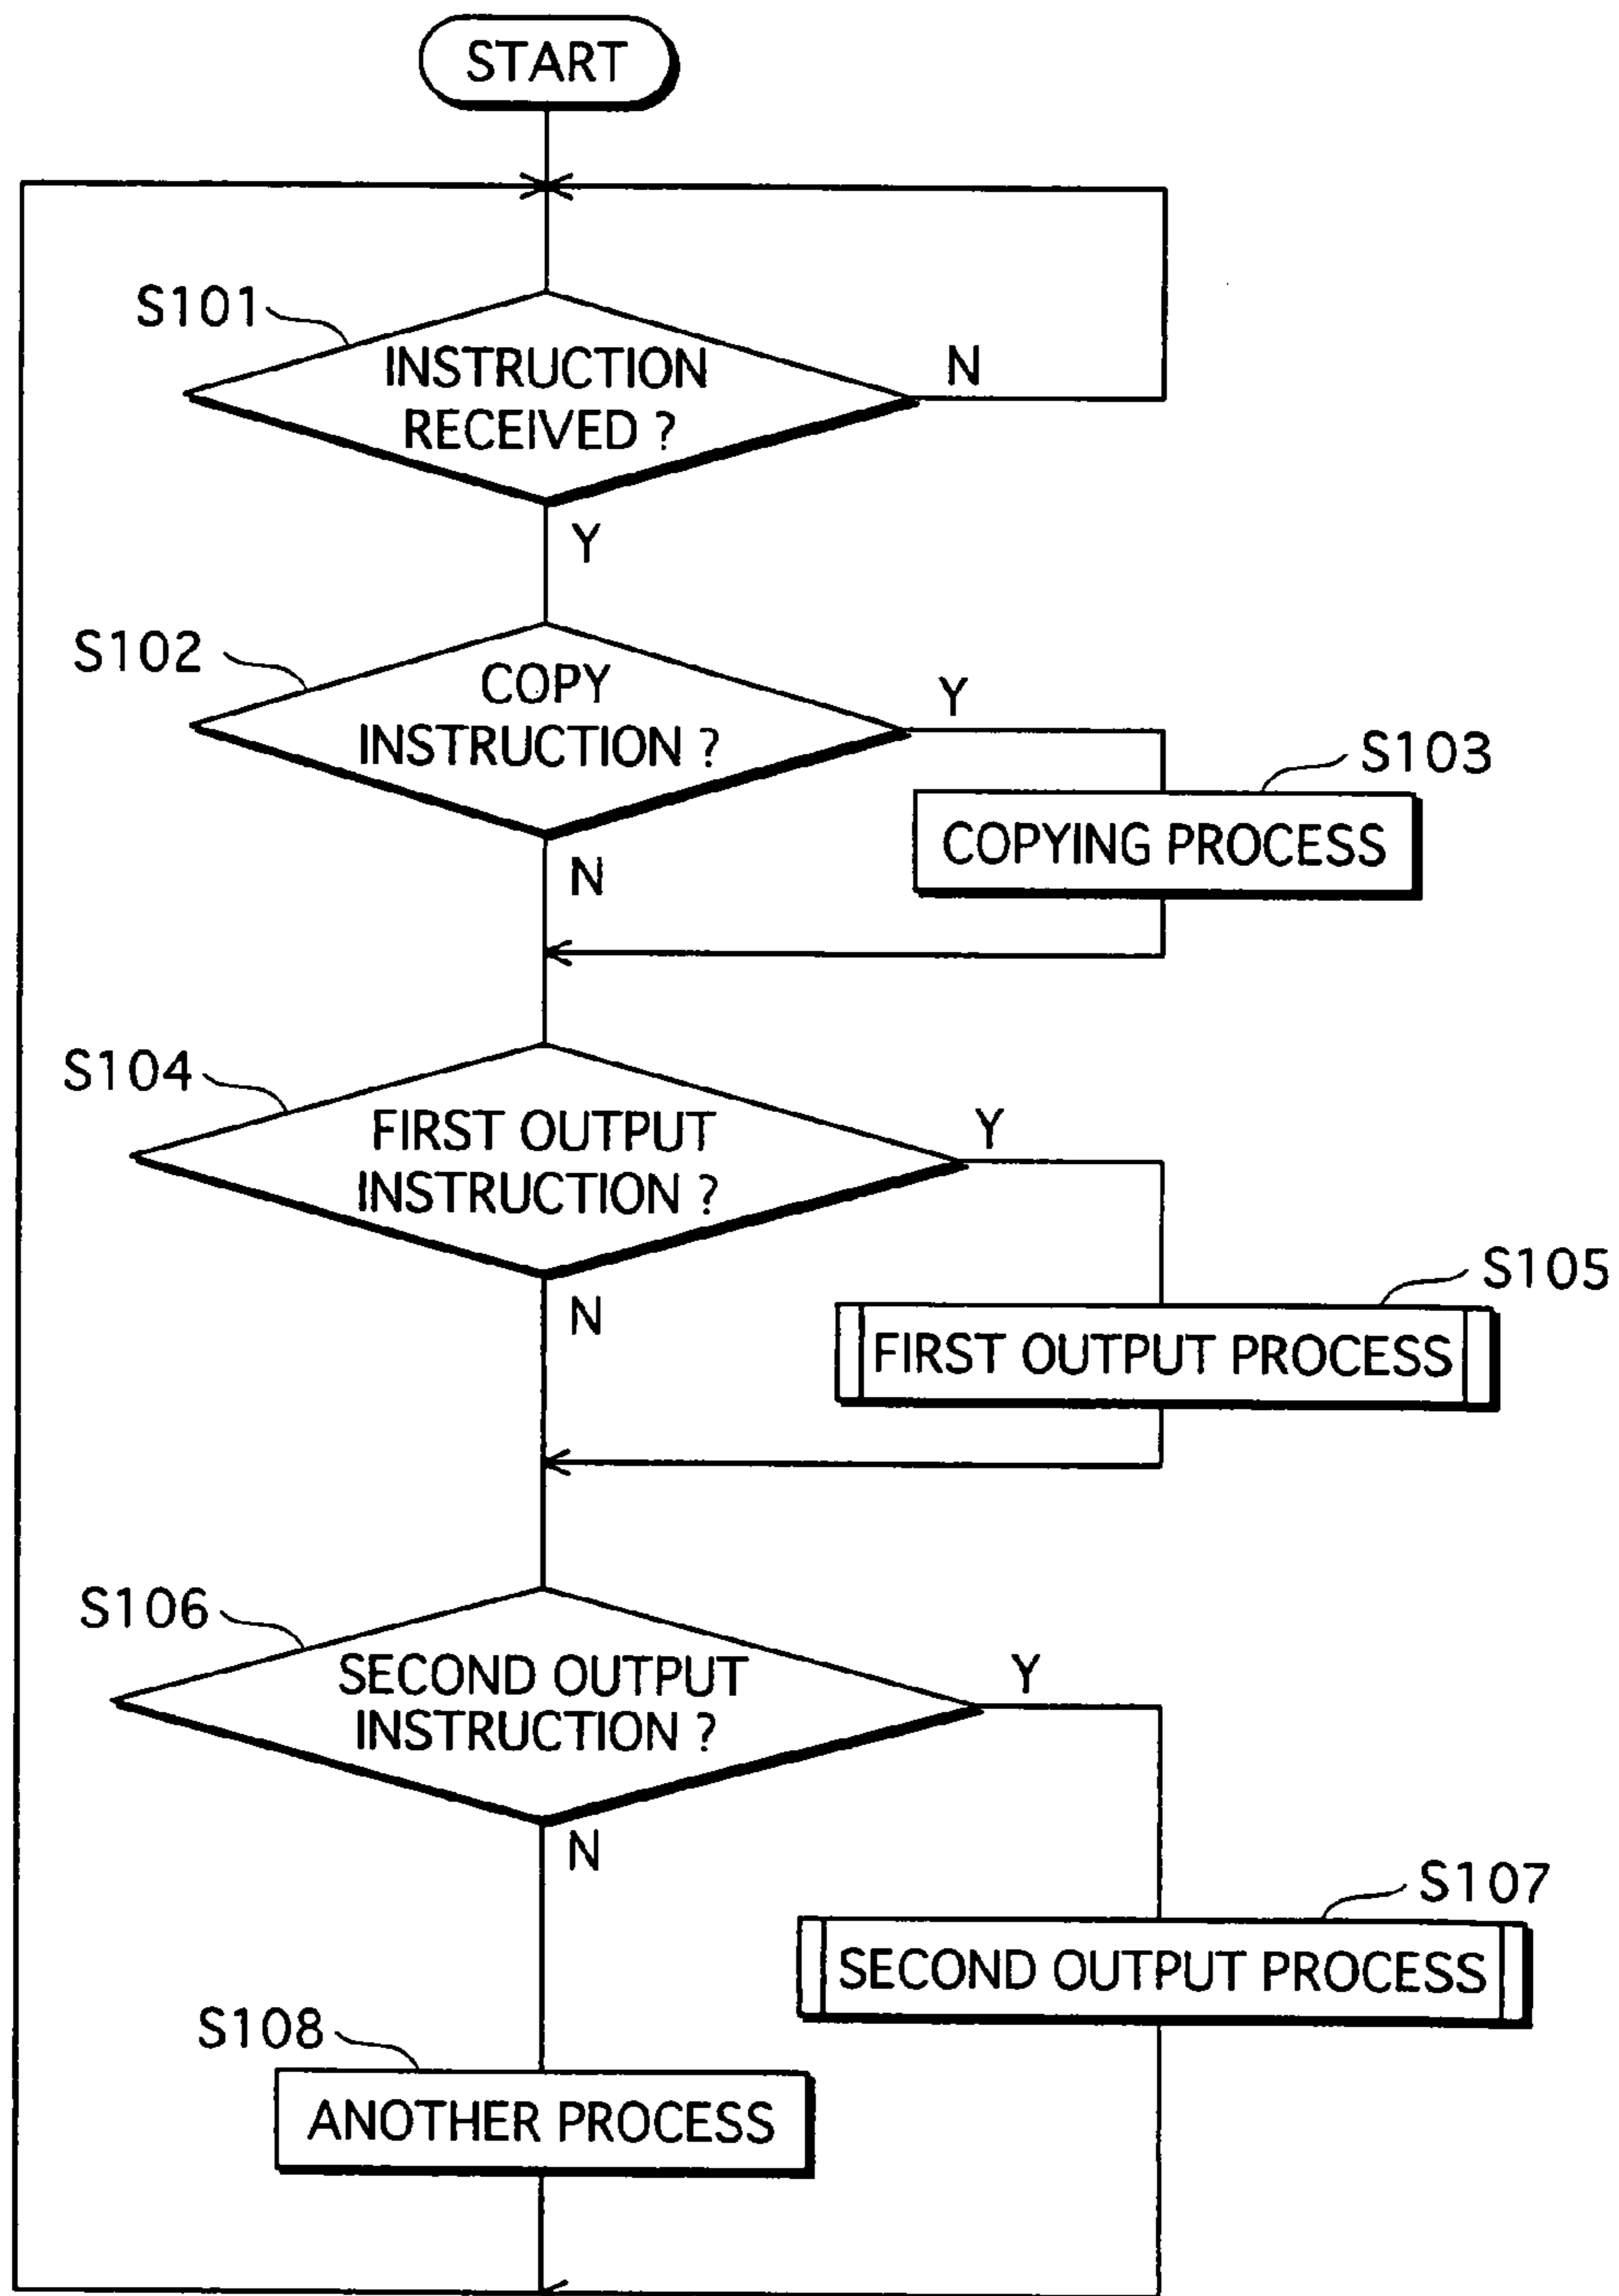 START
S101
INSTRUCTION
RECEIVED ?
N
Y
S102
COPY
INSTRUCTION ?
Y
S103
COPYING PROCESS
N
S104
FIRST OUTPUT
INSTRUCTION ?
Y
S105
FIRST OUTPUT PROCESS
N
S106
SECOND OUTPUT
INSTRUCTION ?
Y
N
S107
SECOND OUTPUT PROCESS
S108
ANOTHER PROCESS